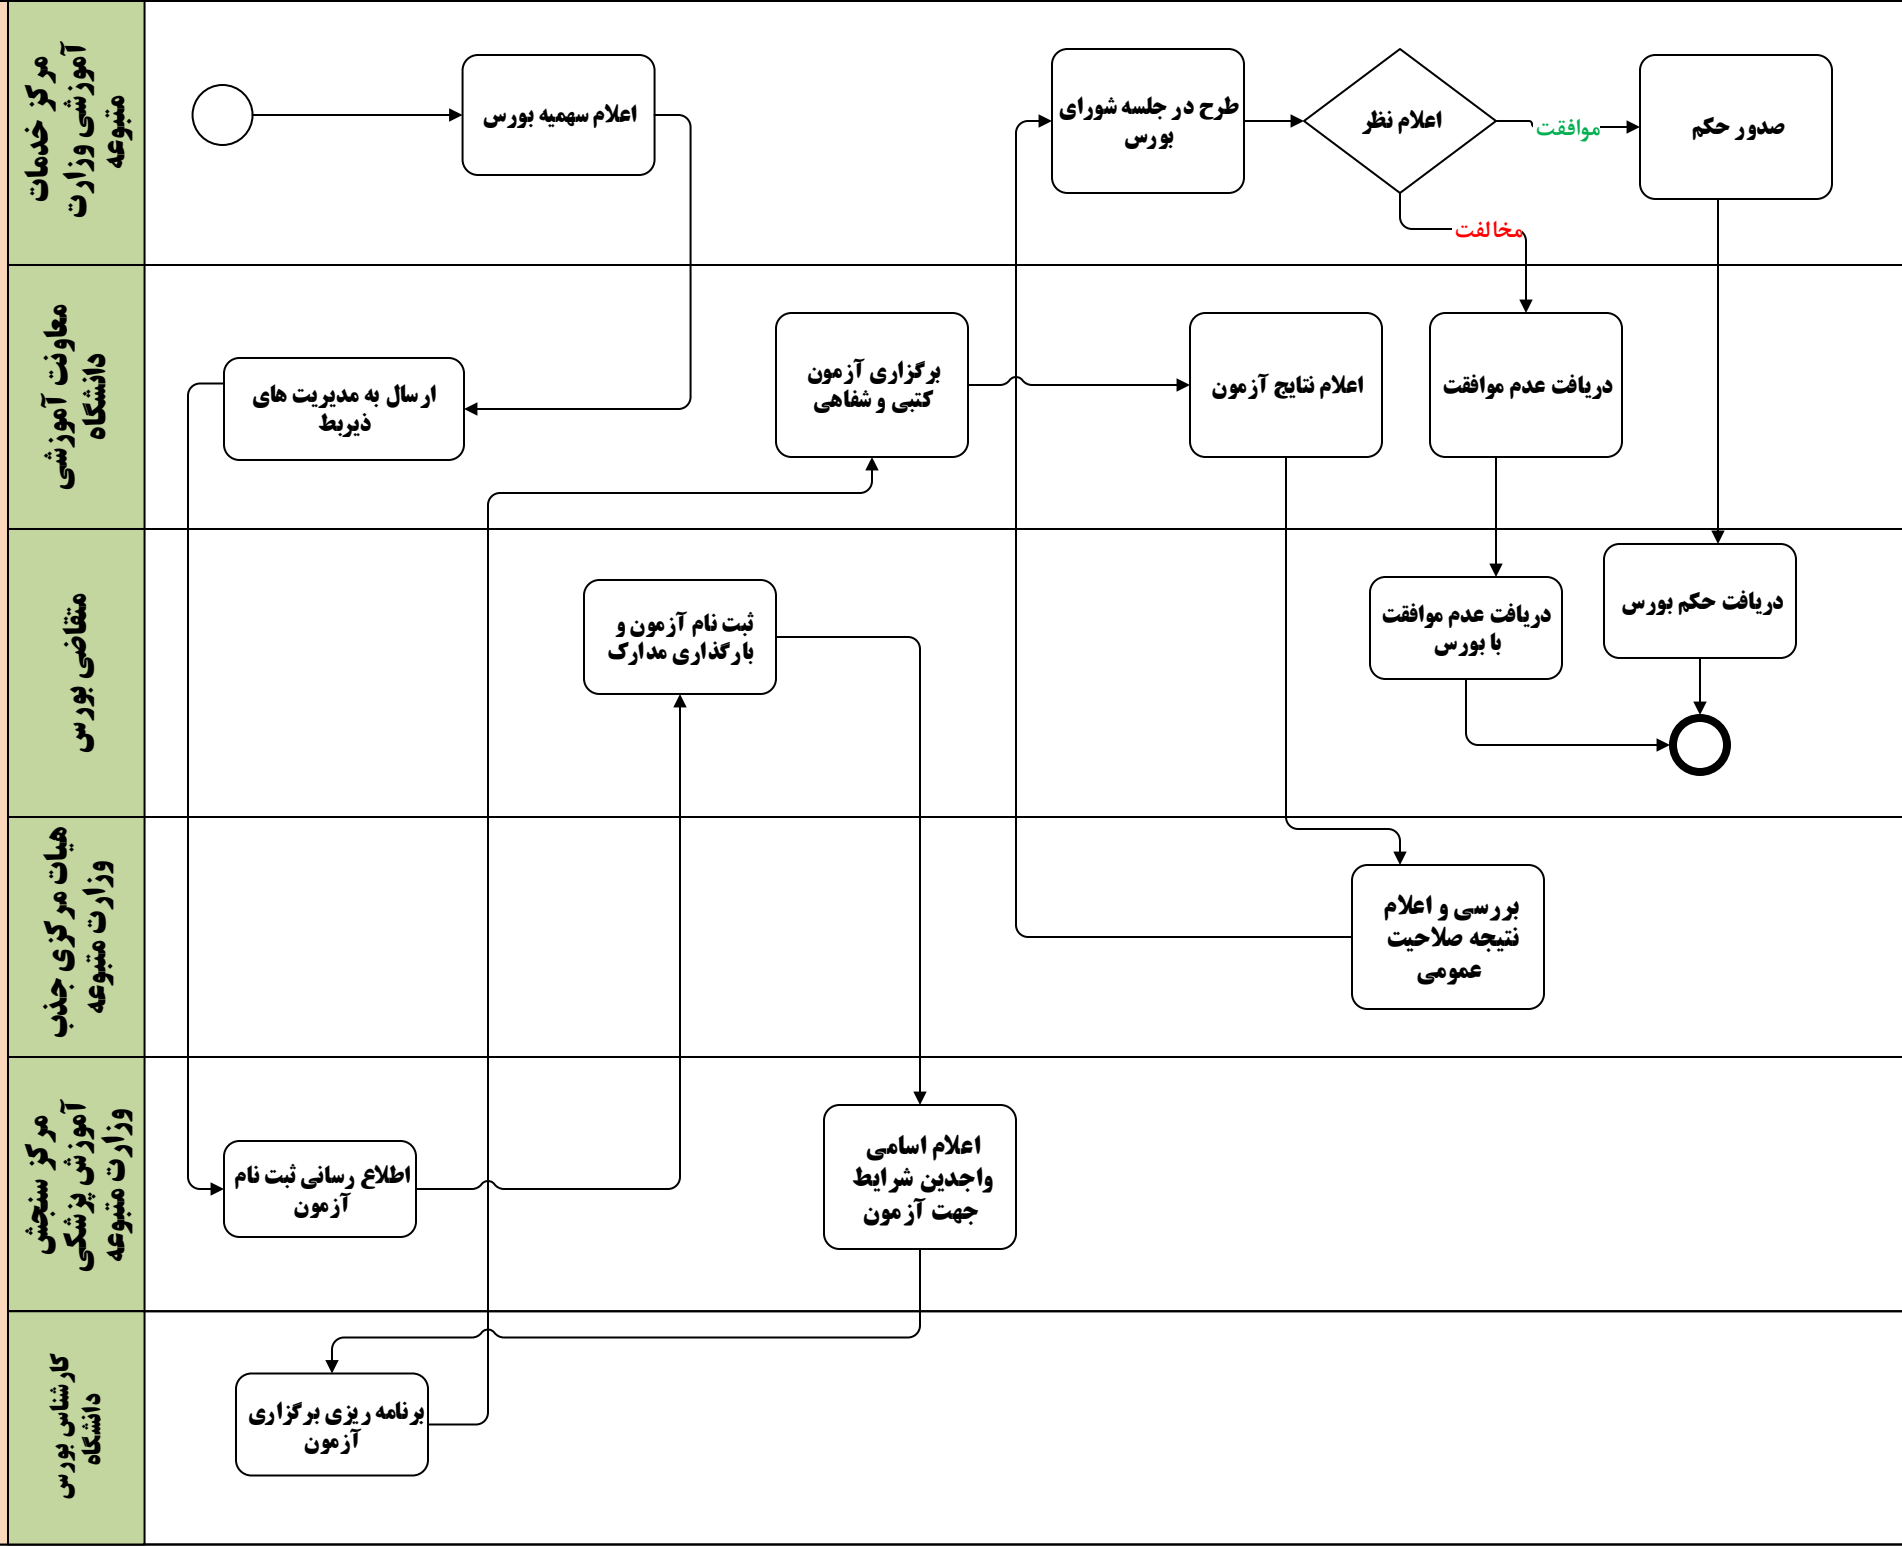 مرکز خدمات
آموزشی وزارت
متبوعه
اعلام سهمیه بورس
طرح در جلسه شورای
بورس
اعلام نظر
موافقت
مخالفت
صدور حکم
معاونت آموزشی
دانشگاه
ارسال به مدیریت های
ذیربط
برگزاری آزمون
کتبی و شفاهی
اعلام نتایج آزمون
دریافت عدم موافقت
متقاضی بورس
ثبت نام آزمون و
بارگذاری مدارک
دریافت عدم موافقت
با بورس
دریافت حکم بورس
هیات مرکزی جذب
وزارت متبوعه
بررسی و اعلام
نتیجه صلاحیت
عمومی
مرکز سنجش
آموزش پزشکی
وزارت متبوعه
اطلاع رسانی ثبت نام
آزمون
اعلام اسامی
واجدین شرایط
جهت آزمون
کارشناس بورس
دانشگاه
برنامه ریزی برگزاری
آزمون